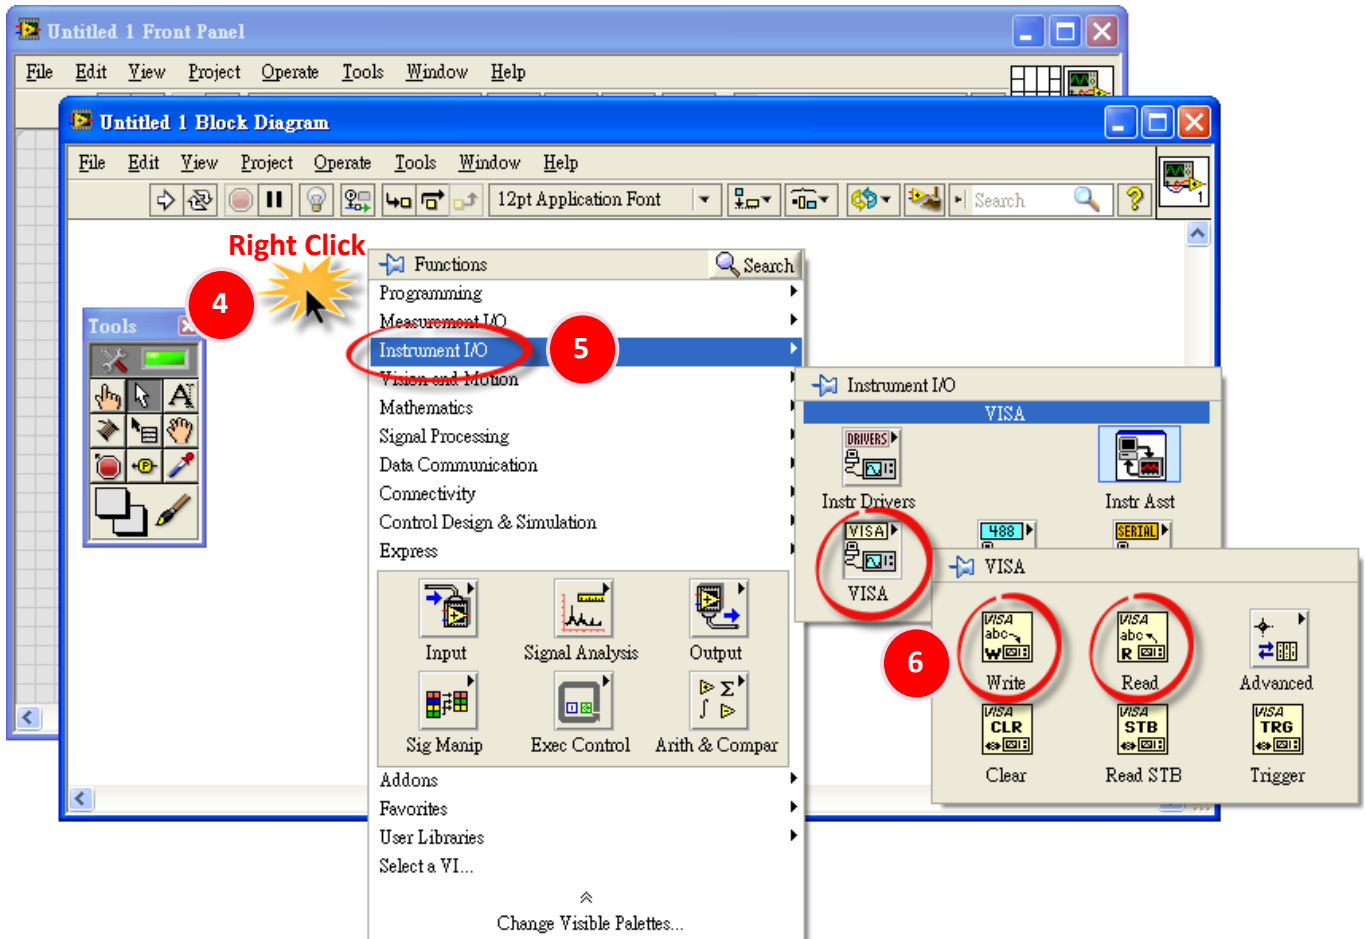 Untitled 1 Front Panel
File Edit View Project Operate Tools Window Help
Untitled 1 Block Diagram
File Edit View Project Operate Tools Window Help
12pt Application Font
Search
?
1
Right Click
4
Functions
Search
Programming
Measurement I/O
Instrument I/O
5
Vision and Motion
Mathematics
Signal Processing
Data Communication
Connectivity
Control Design & Simulation
Express
Input Signal Analysis Output
Sig Manip Exec Control Arith & Compar
Addons
Favorites
User Libraries
Select a VI...
Change Visible Palettes...
Tools
A
P
Instrument I/O
VISA
DRIVERS
Instr Drivers Instr Asst
VISA 488 SERIAL
VISA
VISA
6
VISA abc W
VISA abc R
Write Read Advanced
VISA CLR
VISA STB
VISA TRG
Clear Read STB Trigger